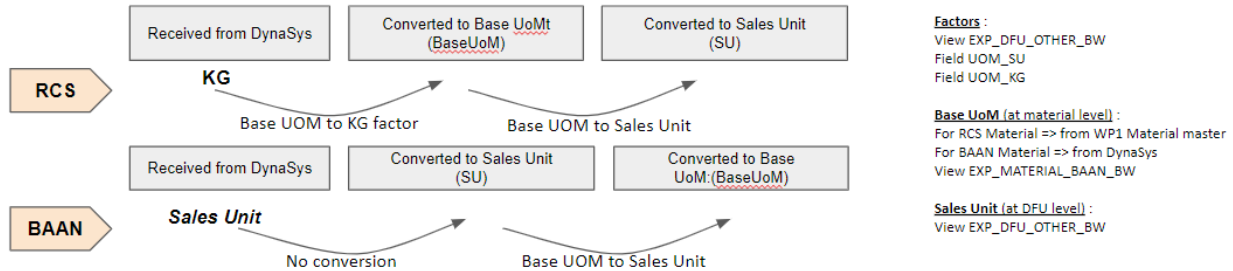 Received from DynaSys
Converted to Base UoMt
(BaseUoM)
Converted to Sales Unit
(SU)
RCS
KG
Base UOM to KG factor
Base UOM to Sales Unit
Received from DynaSys
Converted to Sales Unit
(SU)
Converted to Base
UoM:(BaseUoM)
BAAN
Sales Unit
No conversion
Base UOM to Sales Unit
Factors :
View EXP_DFU_OTHER_BW
Field UOM_SU
Field UOM_KG
Base UoM (at material level) :
For RCS Material => from WP1 Material master
For BAAN Material => from DynaSys
View EXP_MATERIAL_BAAN_BW
Sales Unit (at DFU level) :
View EXP_DFU_OTHER_BW